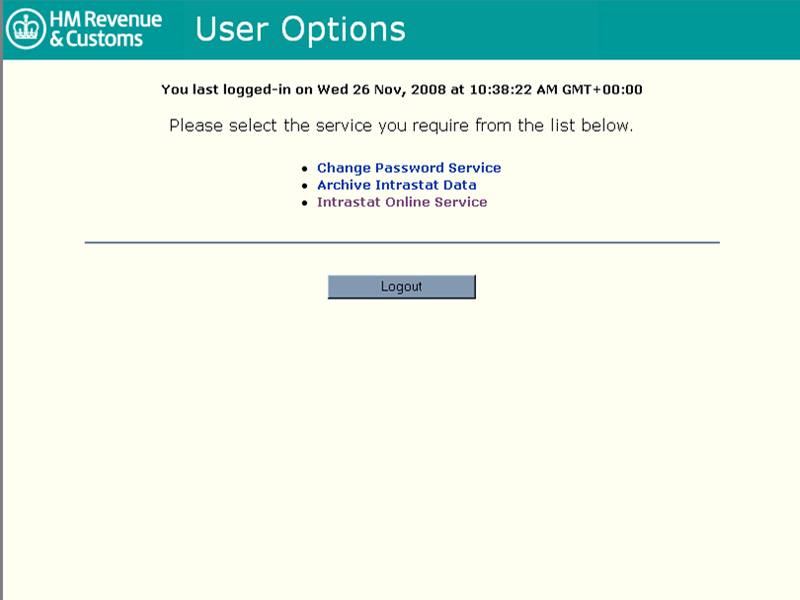 HM Revenue
& Customs
User Options
You last logged-in on Wed 26 Nov, 2008 at 10:38:22 AM GMT+00:00
Please select the service you require from the list below.
Change Password Service
Archive Intrastat Data
Intrastat Online Service
Logout